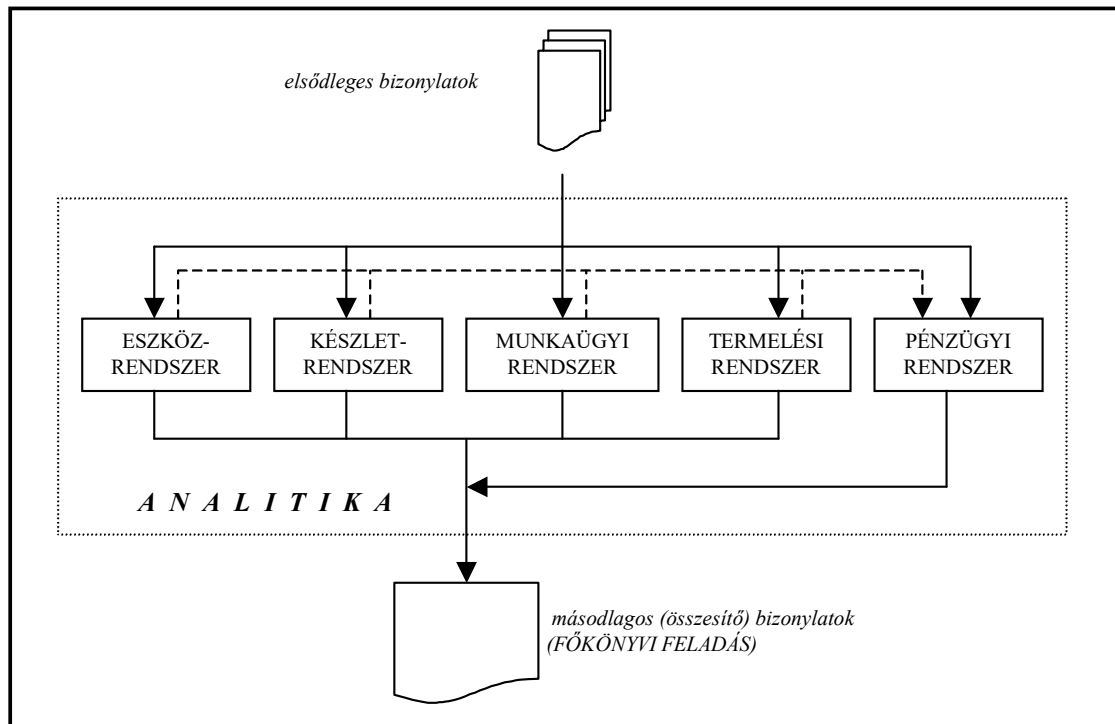 elsődleges bizonylatok
ESZKÖZ-
RENDSZER
KÉSZLET-
RENDSZER
MUNKAÜGYI
RENDSZER
TERMELÉSI
RENDSZER
PÉNZÜGYI
RENDSZER
A N A L I T I K A
másodlagos (összesítő) bizonylatok
(FŐKÖNYVI FELADÁS)